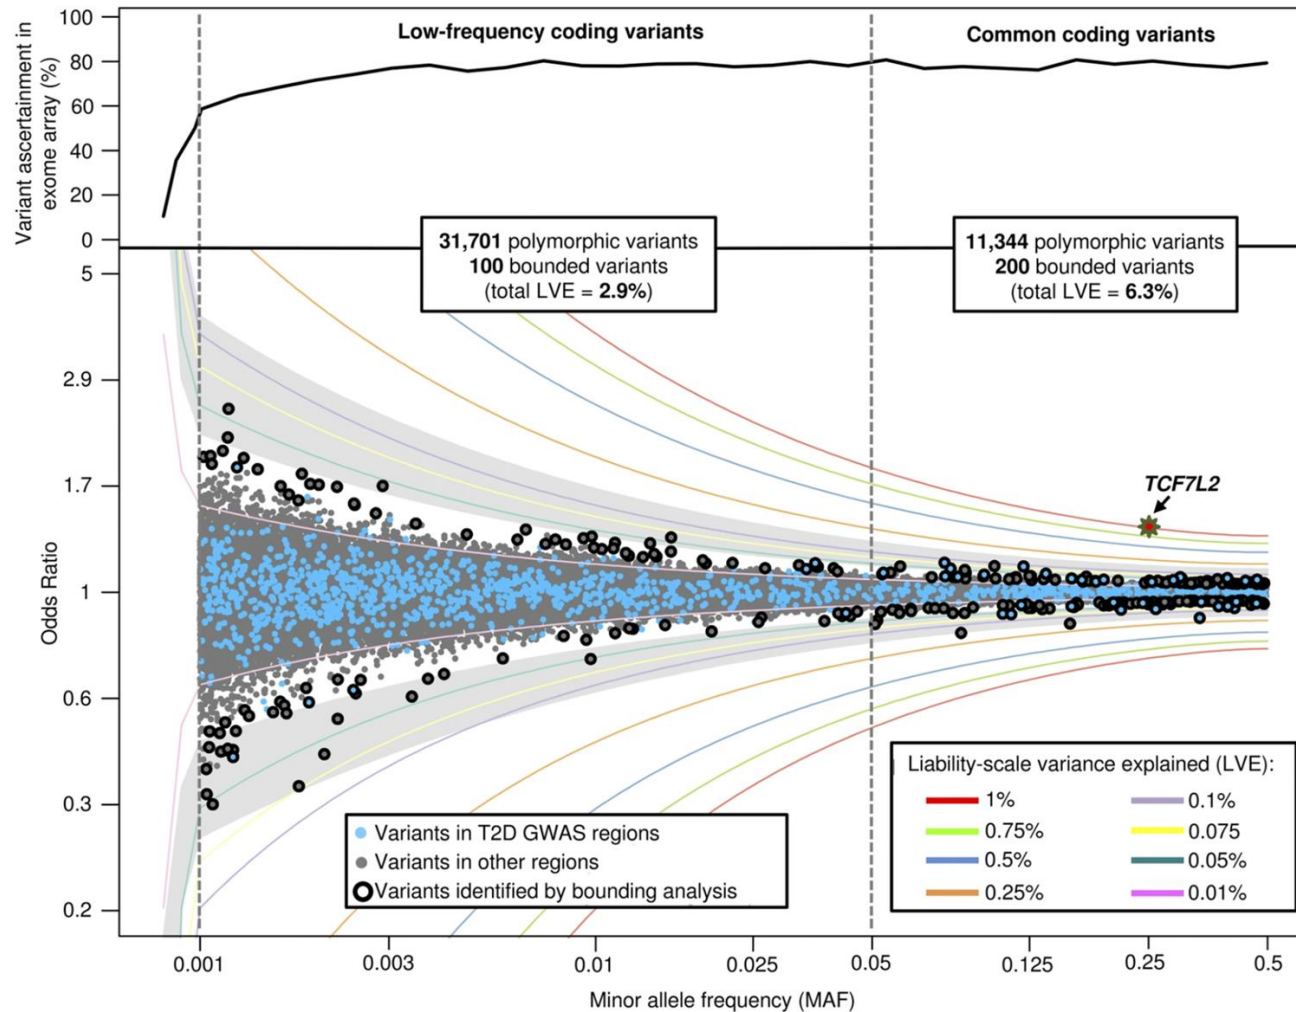 Variant ascertainment in
exome array (%)
100
80
60
40
20
0
Low-frequency coding variants
Common coding variants
31,701 polymorphic variants
100 bounded variants
(total LVE = 2.9%)
11,344 polymorphic variants
200 bounded variants
(total LVE = 6.3%)
Odds Ratio
5
2.9
1.7
1
0.6
0.3
0.2
TCF7L2
Variants in T2D GWAS regions
Variants in other regions
Variants identified by bounding analysis
Liability-scale variance explained (LVE):
1%
0.75%
0.5%
0.25%
0.1%
0.075
0.05%
0.01%
0.001
0.003
0.01
0.025
0.05
0.125
0.25
0.5
Minor allele frequency (MAF)